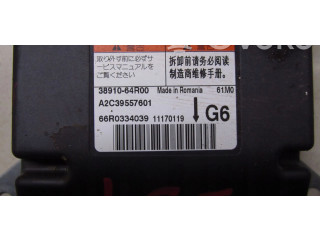 取り外す前に必ずサ
ービスマニュアルを
ご覧ください。
拆卸前请务必阅读
制造商维修手册.
38910-64R00 Made in Romania 61M0
A2C39557601
66R0334039 11170119 ↓ G6